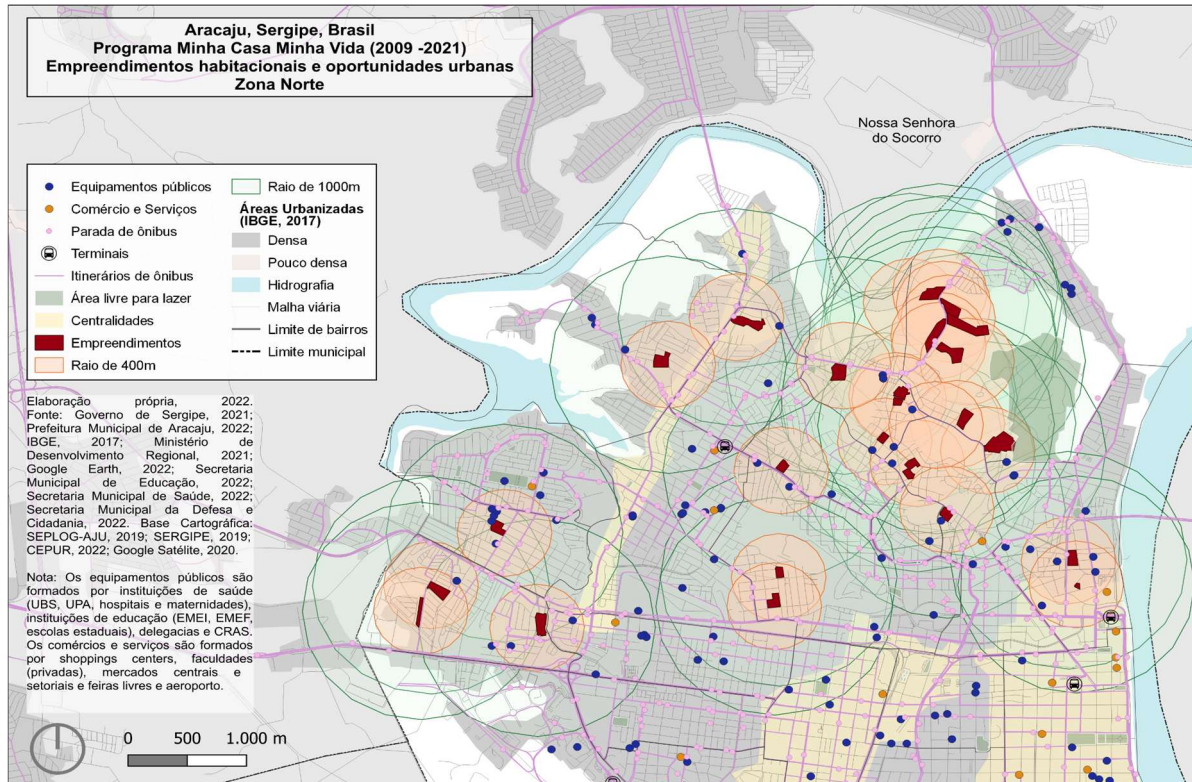 Aracaju, Sergipe, Brasil
Programa Minha Casa Minha Vida (2009 -2021)
Empreendimentos habitacionais e oportunidades urbanas
Zona Norte
Nossa Senhora
do Socorro
Equipamentos públicos
Comércio e Serviços
Parada de ônibus
Terminais
Itinerários de ônibus
Área livre para lazer
Centralidades
Empreendimentos
Raio de 400m
Raio de 1000m
Áreas Urbanizadas
(IBGE, 2017)
Densa
Pouco densa
Hidrografia
Malha viária
Limite de bairros
Limite municipal
Elaboração própria, 2022.
Fonte: Governo de Sergipe, 2021;
Prefeitura Municipal de Aracaju, 2022;
IBGE, 2017; Ministério de
Desenvolvimento Regional, 2021;
Google Earth, 2022; Secretaria
Municipal de Educação, 2022;
Secretaria Municipal de Saúde, 2022;
Secretaria Municipal da Defesa e
Cidadania, 2022. Base Cartográfica:
SEPLOG-AJU, 2019; SERGIPE, 2019;
CEPUR, 2022; Google Satélite, 2020.
Nota: Os equipamentos públicos são
formados por instituições de saúde
(UBS, UPA, hospitais e maternidades),
instituições de educação (EMEI, EMEF,
escolas estaduais), delegacias e CRAS.
Os comércios e serviços são formados
por shoppings centers, faculdades
(privadas), mercados centrais e
setoriais e feiras livres e aeroporto.
0 500 1.000 m